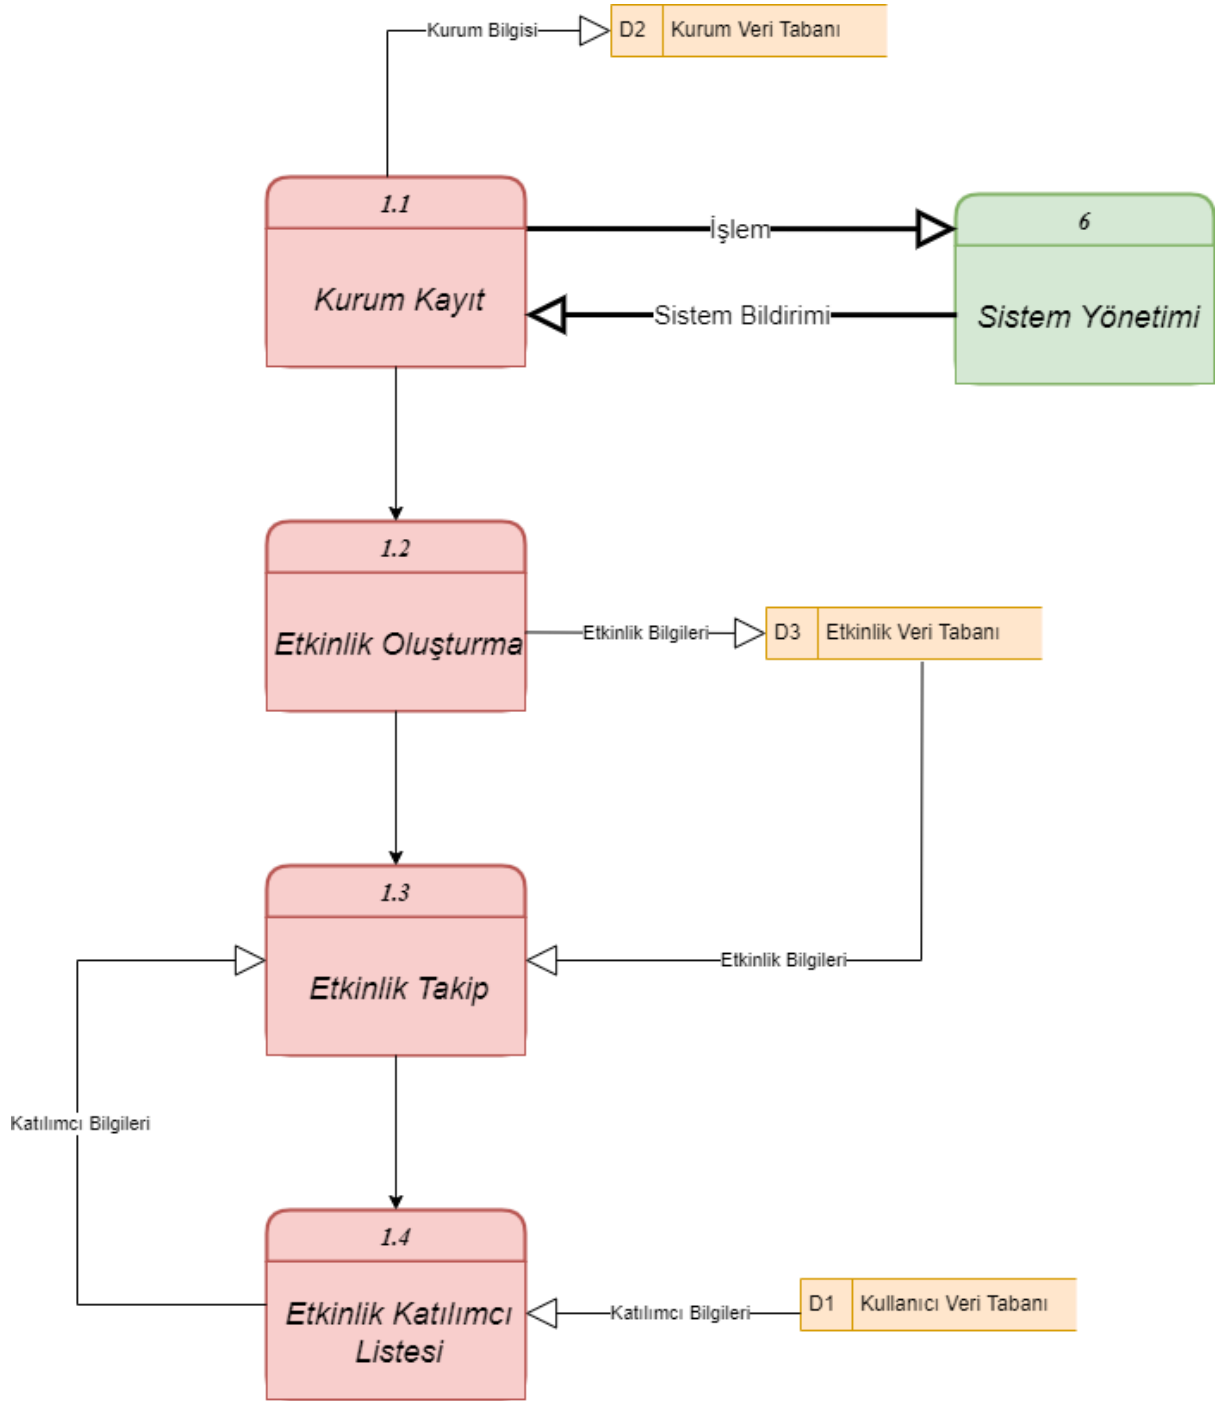 Kurum Bilgisi
D2
Kurum Veri Tabanı
1.1
Kurum Kayıt
İşlem
Sistem Bildirimi
6
Sistem Yönetimi
1.2
Etkinlik Oluşturma
Etkinlik Bilgileri
D3
Etkinlik Veri Tabanı
1.3
Etkinlik Takip
Etkinlik Bilgileri
Katılımcı Bilgileri
1.4
Etkinlik Katılımcı
Listesi
Katılımcı Bilgileri
D1
Kullanıcı Veri Tabanı